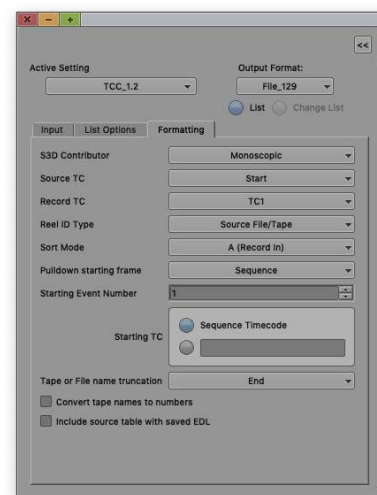 <<
Active Setting
Output Format:
TCC_1.2
File_129
List
Change List
Input
List Options
Formatting
S3D Contributor
Monoscopic
Source TC
Start
Record TC
TC1
Reel ID Type
Source File/Tape
Sort Mode
A (Record In)
Pulldown starting frame
Sequence
Starting Event Number
1
Sequence Timecode
Starting TC
Tape or File name truncation
End
Convert tape names to numbers
Include source table with saved EDL